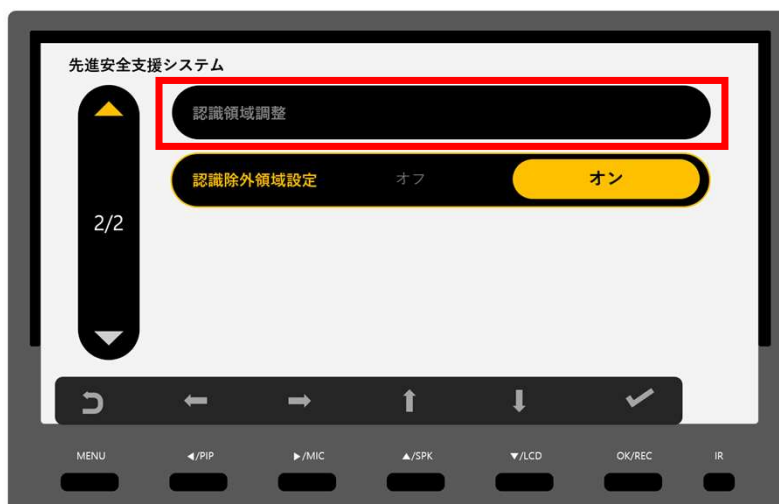 先進安全支援システム
認識領域調整
認識除外領域設定 オフ オン
2/2
MENU ◀/PIP ▶/MIC ▲/SPK ▼/LCD OK/REC IR